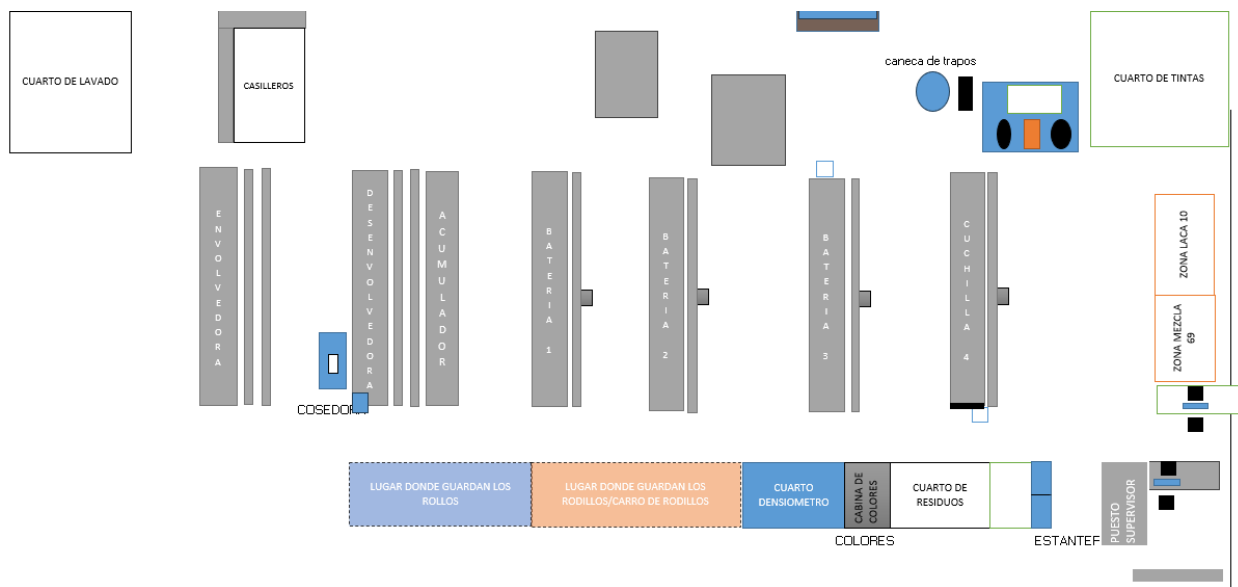 CUARTO DE LAVADO
CASILLEROS
caneca de trapos
CUARTO DE TINTAS
ENVOLVEDORA
DESENVOLVEDORA
ACUMULADOR
BATERIA 1
BATERIA 2
BATERIA 3
CUCHILLA 4
ZONA LACA 10
ZONA MEZCLA
69
COSEDORA
LUGAR DONDE GUARDAN LOS
ROLLOS
LUGAR DONDE GUARDAN LOS
RODILLOS/CARRO DE RODILLOS
CUARTO
DENSIOMETRO
CABINA DE
COLORES
CUARTO DE
RESIDUOS
COLORES
ESTANTEF
PUESTO
SUPERVISOR